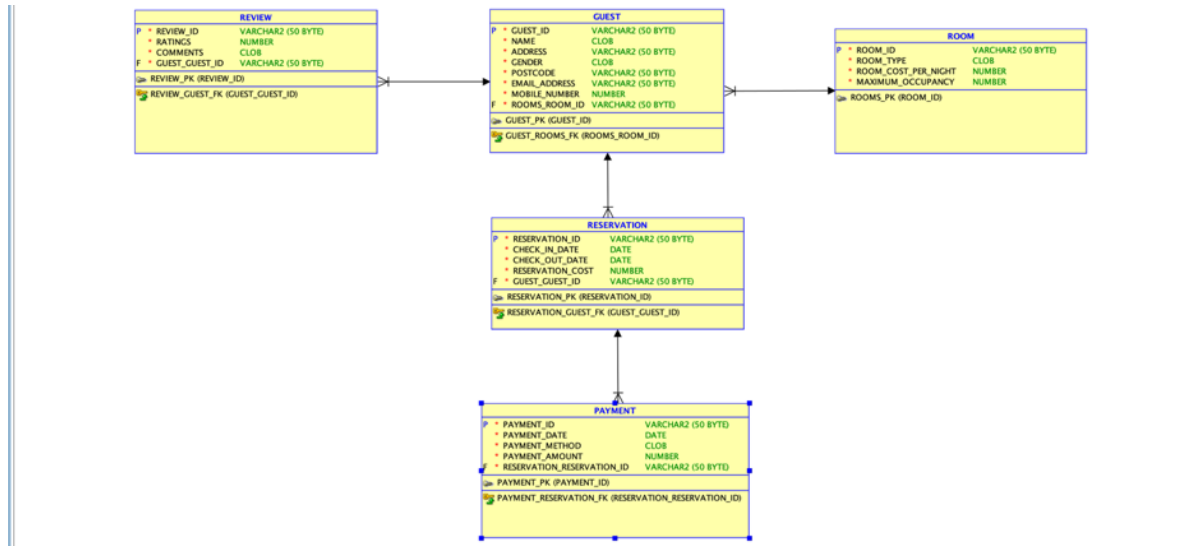 REVIEW
P * REVIEW_ID VARCHAR2 (50 BYTE)
* RATINGS NUMBER
* COMMENTS CLOB
F * GUEST_GUEST_ID VARCHAR2 (50 BYTE)
REVIEW_PK (REVIEW_ID)
REVIEW_GUEST_FK (GUEST_GUEST_ID)
GUEST
P * GUEST_ID VARCHAR2 (50 BYTE)
* NAME CLOB
* ADDRESS VARCHAR2 (50 BYTE)
* GENDER CLOB
* POSTCODE VARCHAR2 (50 BYTE)
* EMAIL_ADDRESS VARCHAR2 (50 BYTE)
* MOBILE_NUMBER NUMBER
F * ROOMS_ROOM_ID VARCHAR2 (50 BYTE)
GUEST_PK (GUEST_ID)
GUEST_ROOMS_FK (ROOMS_ROOM_ID)
ROOM
P * ROOM_ID VARCHAR2 (50 BYTE)
* ROOM_TYPE CLOB
* ROOM_COST_PER_NIGHT NUMBER
* MAXIMUM_OCCUPANCY NUMBER
ROOMS_PK (ROOM_ID)
RESERVATION
P * RESERVATION_ID VARCHAR2 (50 BYTE)
* CHECK_IN_DATE DATE
* CHECK_OUT_DATE DATE
* RESERVATION_COST NUMBER
F * GUEST_GUEST_ID VARCHAR2 (50 BYTE)
RESERVATION_PK (RESERVATION_ID)
RESERVATION_GUEST_FK (GUEST_GUEST_ID)
PAYMENT
P * PAYMENT_ID VARCHAR2 (50 BYTE)
* PAYMENT_DATE DATE
* PAYMENT_METHOD CLOB
* PAYMENT_AMOUNT NUMBER
F * RESERVATION_RESERVATION_ID VARCHAR2 (50 BYTE)
PAYMENT_PK (PAYMENT_ID)
PAYMENT_RESERVATION_FK (RESERVATION_RESERVATION_ID)